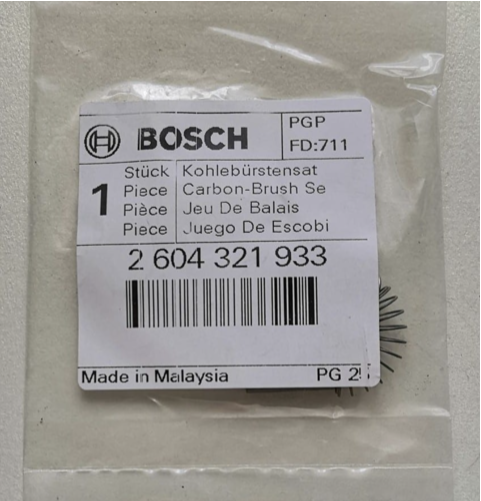 BOSCH
PGP
FD:711
1
Stück Kohlebürstensat
Piece Carbon-Brush Se
Pièce Jeu De Balais
Piece Juego De Escobi
2 604 321 933
Made in Malaysia
PG